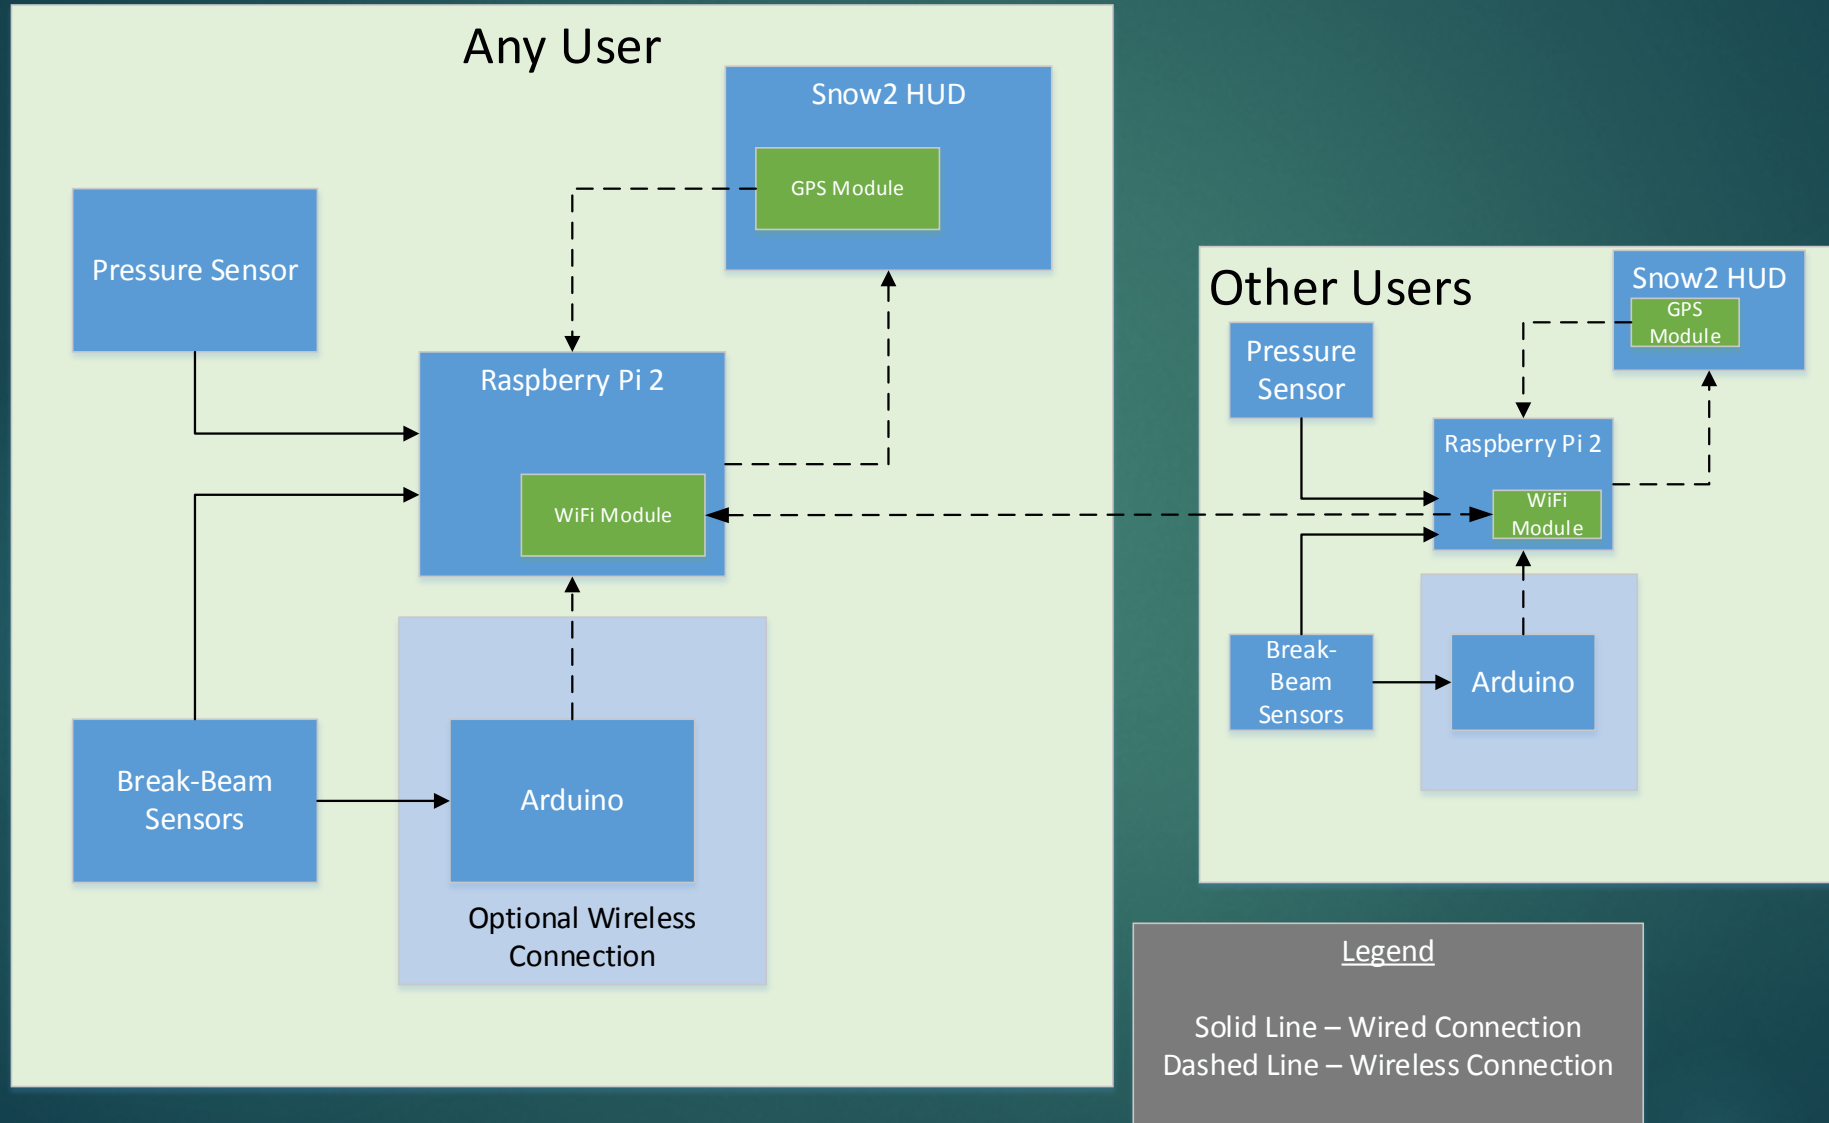 Any User
Snow2 HUD
GPS Module
Pressure Sensor
Raspberry Pi 2
WiFi Module
Break-Beam
Sensors
Arduino
Optional Wireless
Connection
Other Users
Snow2 HUD
GPS
Module
Pressure
Sensor
Raspberry Pi 2
WiFi
Module
Break-
Beam
Sensors
Arduino
Legend
Solid Line – Wired Connection
Dashed Line – Wireless Connection